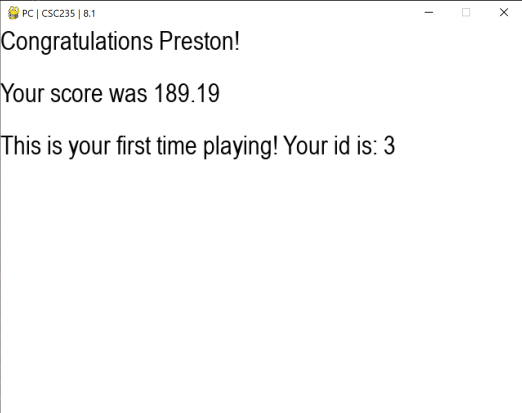 PC | CSC235 | 8.1
Congratulations Preston!
Your score was 189.19
This is your first time playing! Your id is: 3